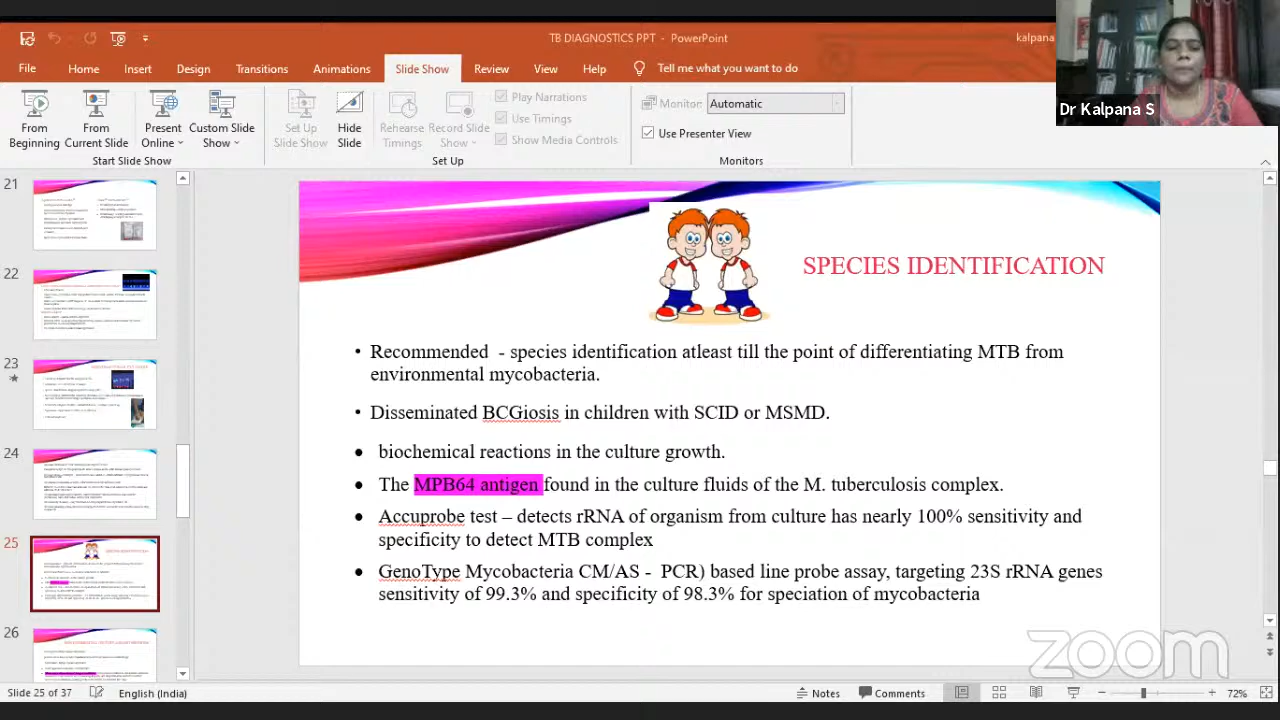 TB DIAGNOSTICS PPT - PowerPoint
kalpana
File Home Insert Design Transitions Animations Slide Show Review View Help Tell me what you want to do
From Beginning
From Current Slide
Present Online
Custom Slide Show
Start Slide Show
Set Up Slide Show
Hide Slide
Rehearse Timings
Record Slide Show
Play Narrations
Use Timings
Show Media Controls
Set Up
Monitor: Automatic
Use Presenter View
Monitors
Dr Kalpana S
21
22
23
24
25
26
SPECIES IDENTIFICATION
• Recommended - species identification atleast till the point of differentiating MTB from
environmental mycobacteria.
• Disseminated BCGiosis in children with SCID or MSMD.
● biochemical reactions in the culture growth.
● The MPB64 antigen found in the culture fluids of M. tuberculosis complex
● Accuprobe test – detects rRNA of organism from culture has nearly 100% sensitivity and
specificity to detect MTB complex
● GenoType Mycobacteria CM/AS - PCR) based line probe assay, targeting 23S rRNA genes
sensitivity of 99.3% and specificity of 98.3% for speciation of mycobacteria
zoom
Slide 25 of 37 English (India) Notes Comments 72%